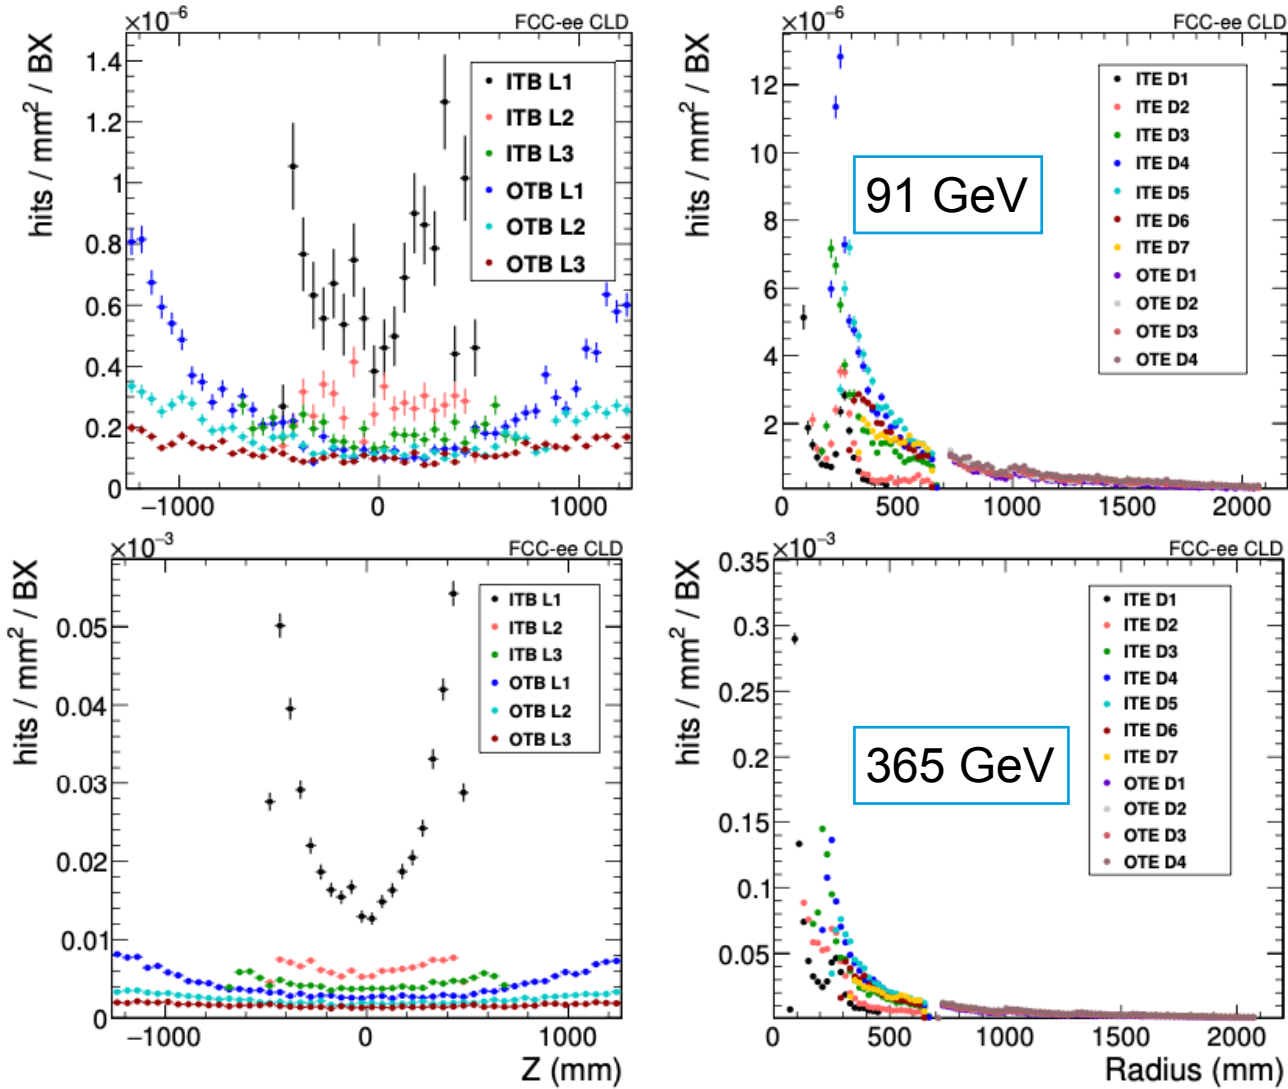 ×10⁻⁶
FCC-ee CLD
hits / mm² / BX
1.4
1.2
1
0.8
0.6
0.4
0.2
0
−1000
0
1000
ITB L1
ITB L2
ITB L3
OTB L1
OTB L2
OTB L3
×10⁻⁶
FCC-ee CLD
hits / mm² / BX
12
10
8
6
4
2
0
500
1000
1500
2000
91 GeV
ITE D1
ITE D2
ITE D3
ITE D4
ITE D5
ITE D6
ITE D7
OTE D1
OTE D2
OTE D3
OTE D4
×10⁻³
FCC-ee CLD
hits / mm² / BX
0.05
0.04
0.03
0.02
0.01
0
−1000
0
1000
Z (mm)
ITB L1
ITB L2
ITB L3
OTB L1
OTB L2
OTB L3
×10⁻³
FCC-ee CLD
hits / mm² / BX
0.35
0.3
0.25
0.2
0.15
0.1
0.05
0
500
1000
1500
2000
Radius (mm)
365 GeV
ITE D1
ITE D2
ITE D3
ITE D4
ITE D5
ITE D6
ITE D7
OTE D1
OTE D2
OTE D3
OTE D4